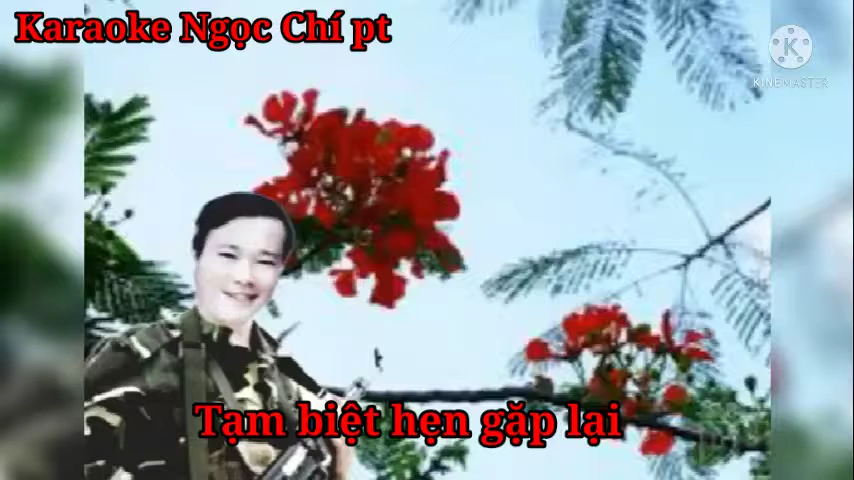 Karaoke Ngọc Chí pt
KINEMASTER
Tạm biệt hẹn gặp lại